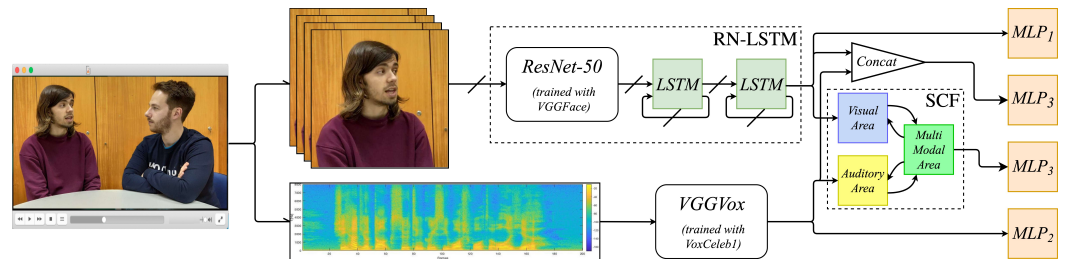 RN-LSTM
ResNet-50
(trained with
VGGFace)
LSTM
LSTM
Concat
SCF
Visual
Area
Multi
Modal
Area
Auditory
Area
VGGVox
(trained with
VoxCeleb1)
MLP1
MLP3
MLP3
MLP2